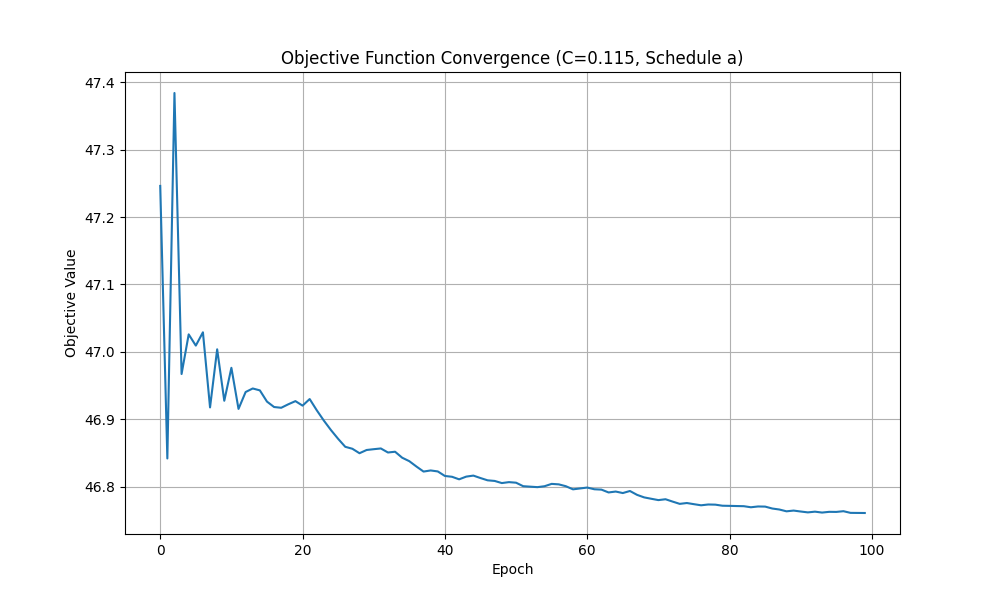 Objective Function Convergence (C=0.115, Schedule a)
47.4
47.3
47.2
47.1
47.0
46.9
46.8
Objective Value
0 20 40 60 80 100
Epoch